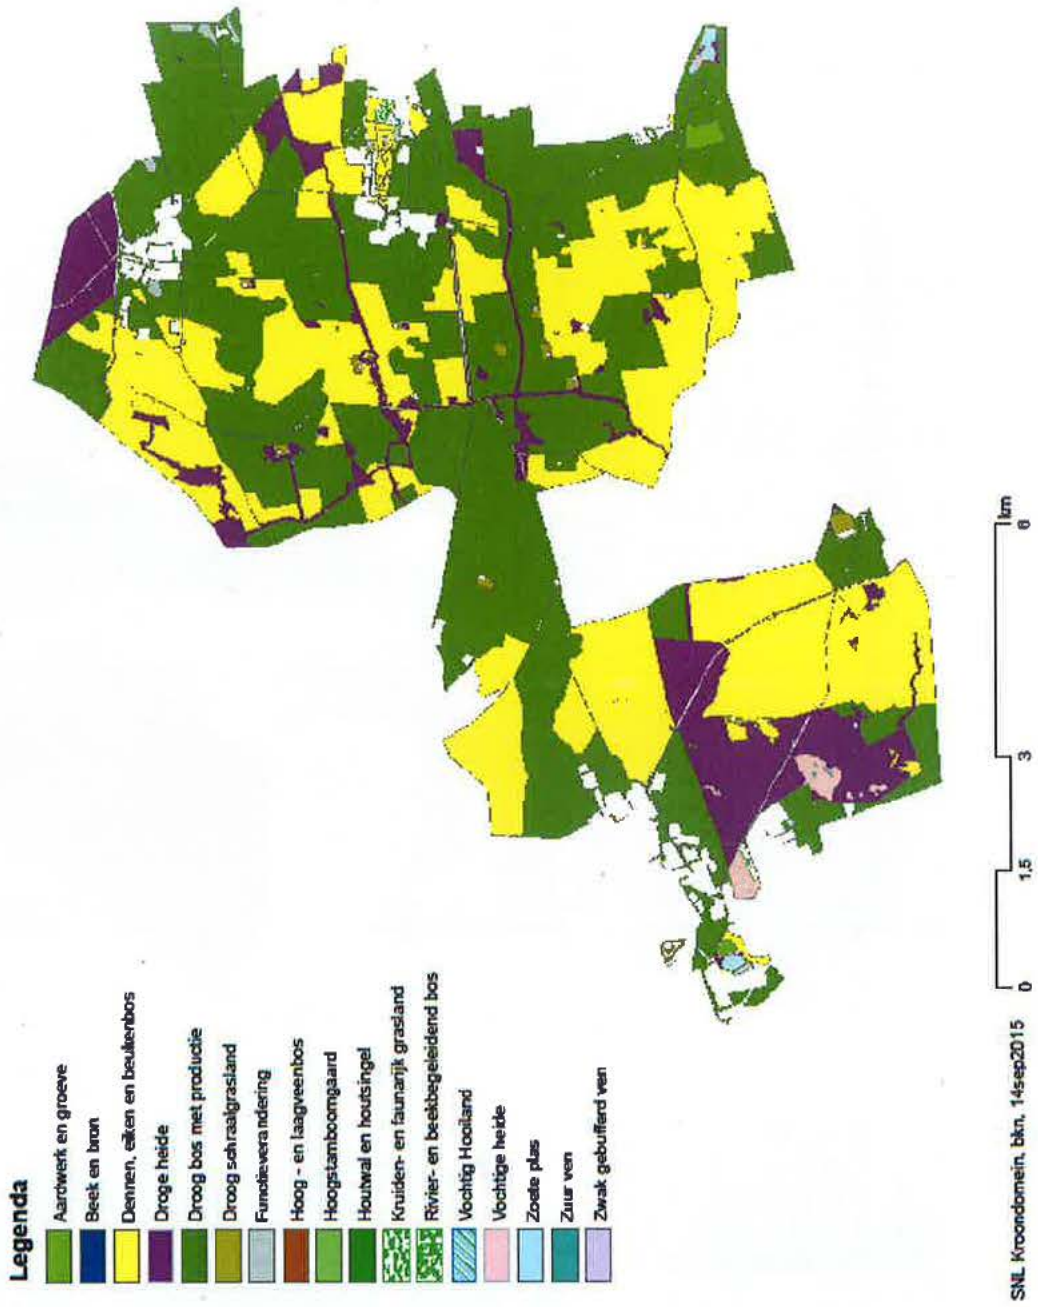 Legenda
Aardwerk en groeve
Beek en bron
Dennen, eiken en beukenbos
Droge heide
Droog bos met productie
Droog schraalgrasland
Functieverandering
Hoog - en laagveenbos
Hoogstamboomgaard
Houtwal en houtsingel
Kruiden- en faunarijk grasland
Rivier- en beekbegeleidend bos
Vochtig Hooiland
Vochtige heide
Zoete plas
Zuur ven
Zwak gebufferd ven
0 1,5 3 6 km
SNL Kroondomein, bkn, 14sep2015